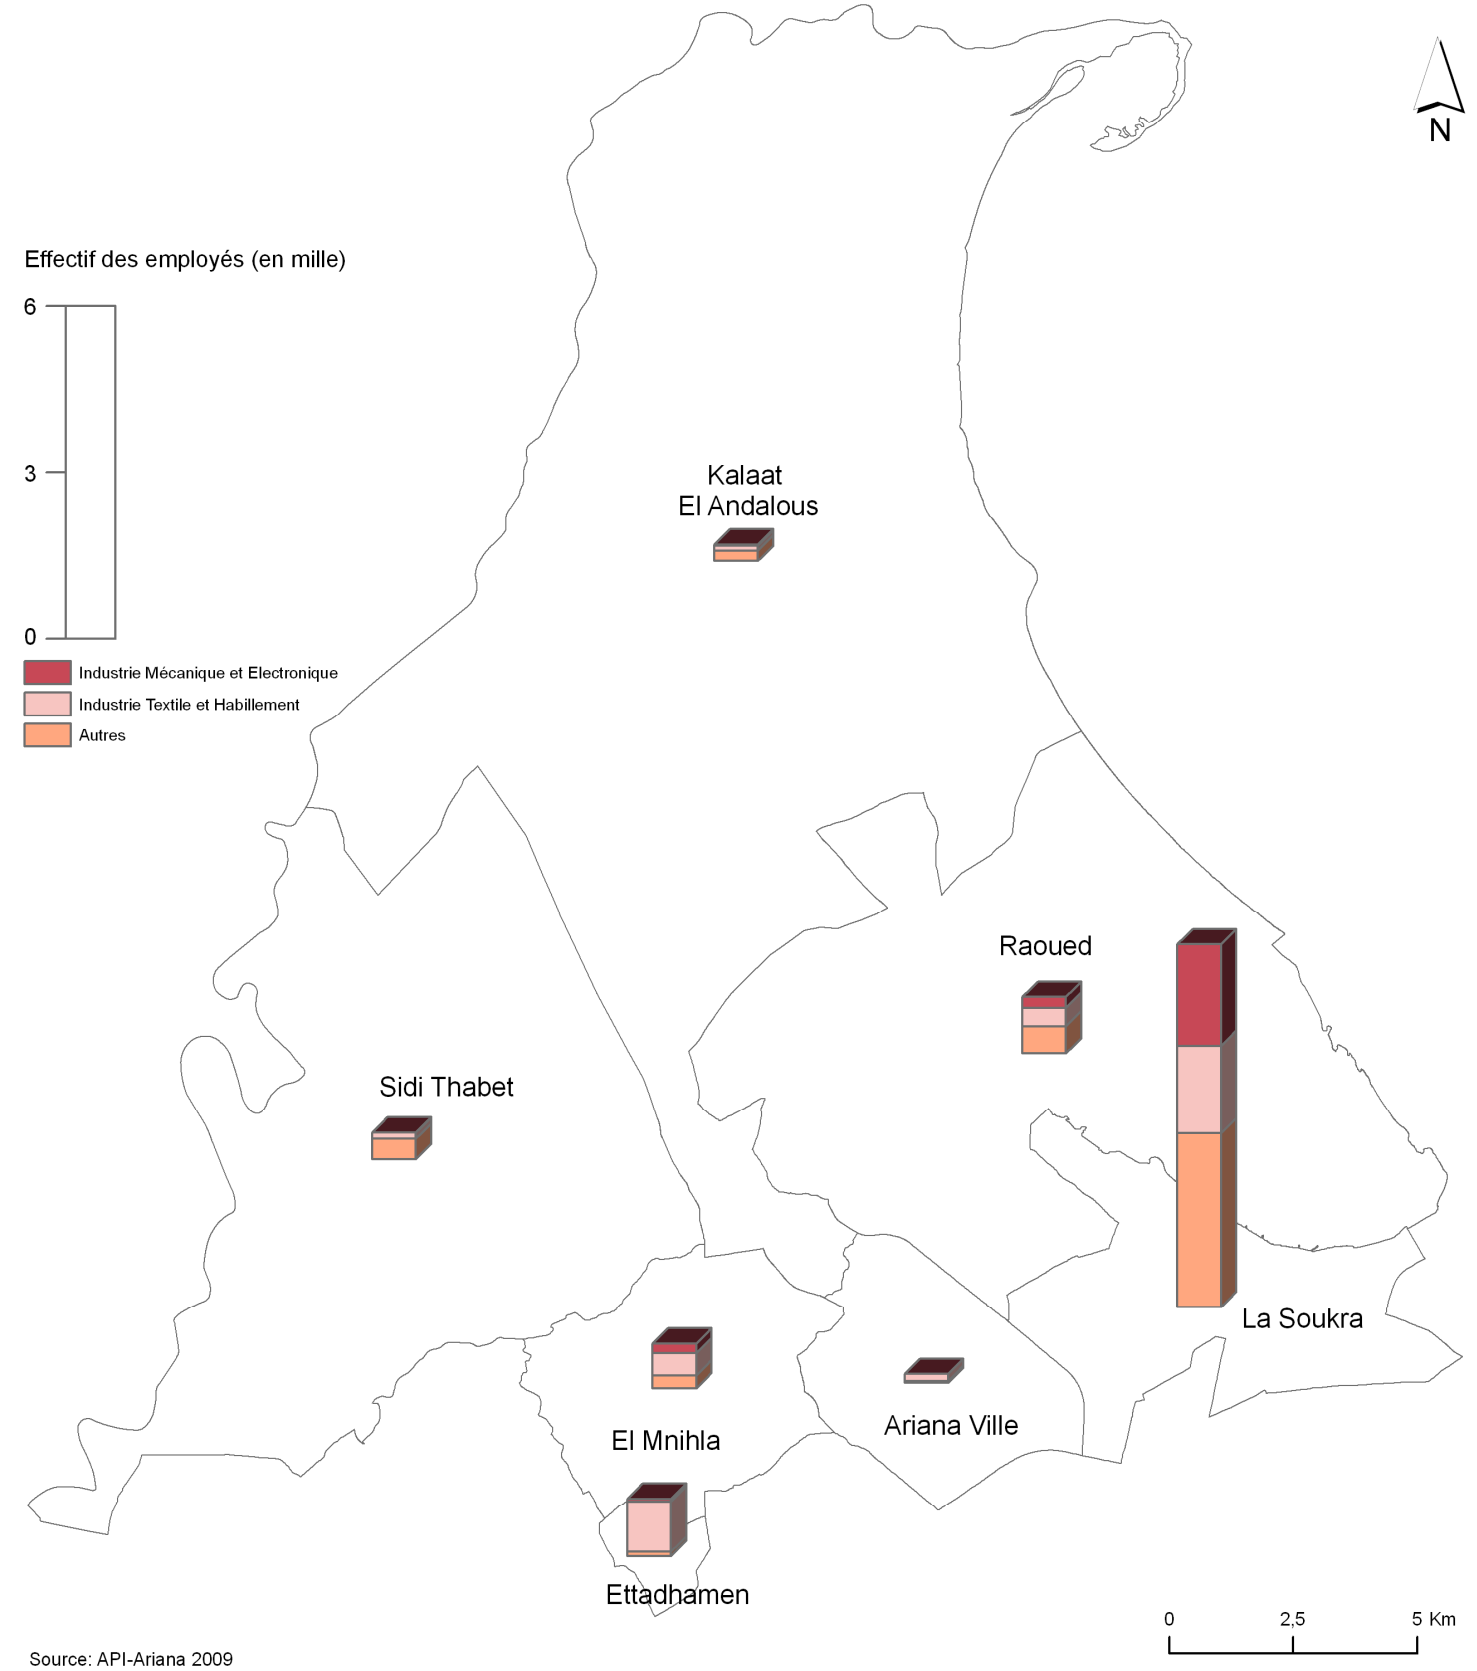 N
Effectif des employés (en mille)
6
3
0
Industrie Mécanique et Electronique
Industrie Textile et Habillement
Autres
Kalaat
El Andalous
Raoued
Sidi Thabet
La Soukra
Ariana Ville
El Mnihla
Ettadhamen
0 2,5 5 Km
Source: API-Ariana 2009